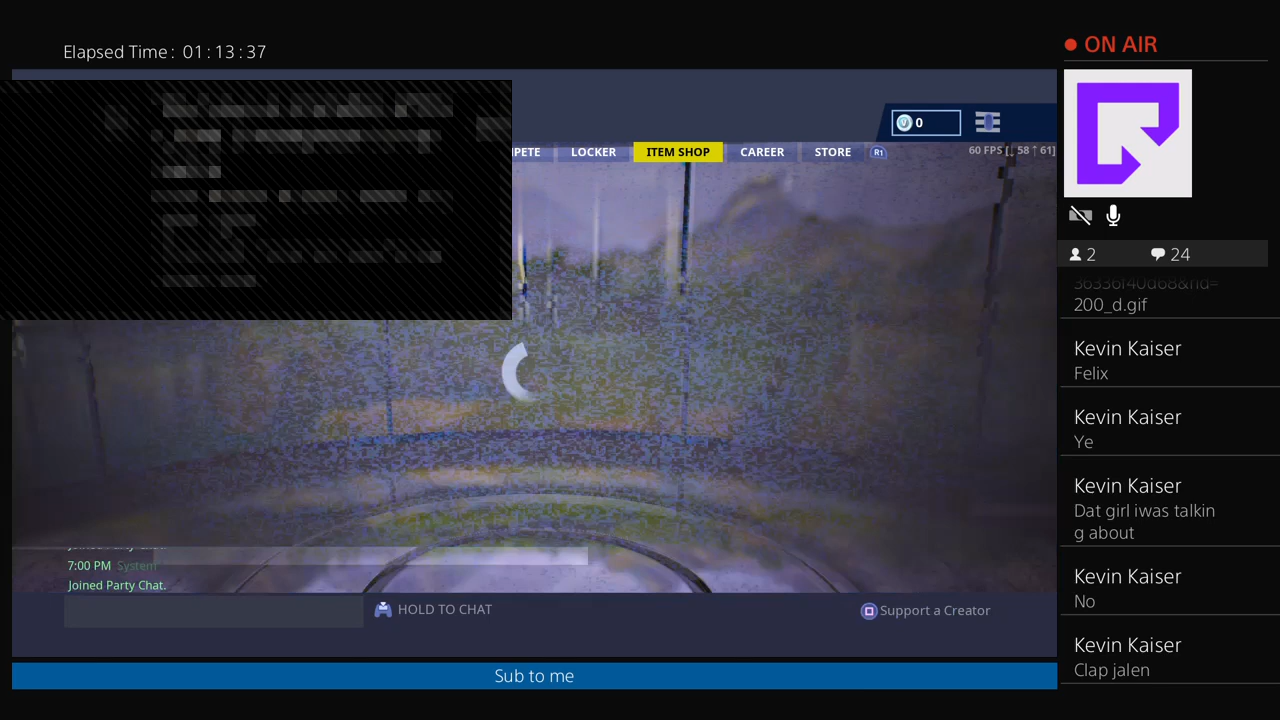 Elapsed Time: 01:13:37
ON AIR
0
LOCKER
ITEM SHOP
CAREER
STORE
R1
60 FPS [↓ 58 ↑ 61]
2
24
200_d.gif
Kevin Kaiser
Felix
Kevin Kaiser
Ye
Kevin Kaiser
Dat girl iwas talkin
g about
Kevin Kaiser
No
Kevin Kaiser
Clap jalen
7:00 PM System
Joined Party Chat.
HOLD TO CHAT
Support a Creator
Sub to me